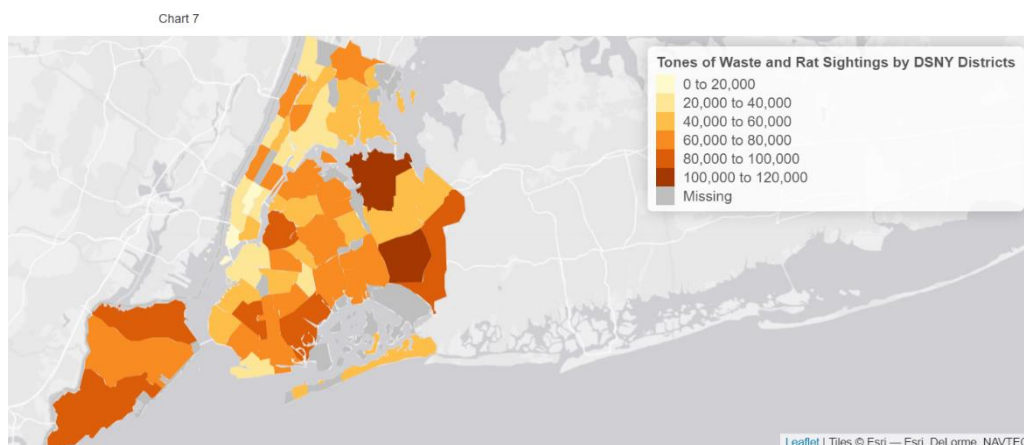 Chart 7
Tones of Waste and Rat Sightings by DSNY Districts
0 to 20,000
20,000 to 40,000
40,000 to 60,000
60,000 to 80,000
80,000 to 100,000
100,000 to 120,000
Missing
Leaflet | Tiles © Esri — Esri, DeLorme, NAVTEQ